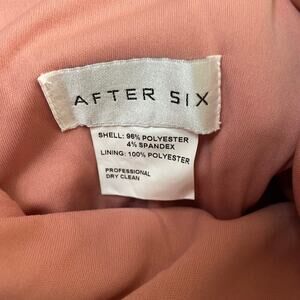 AFTER SIX
SHELL: 96% POLYESTER
4% SPANDEX
LINING: 100% POLYESTER
PROFESSIONAL
DRY CLEAN